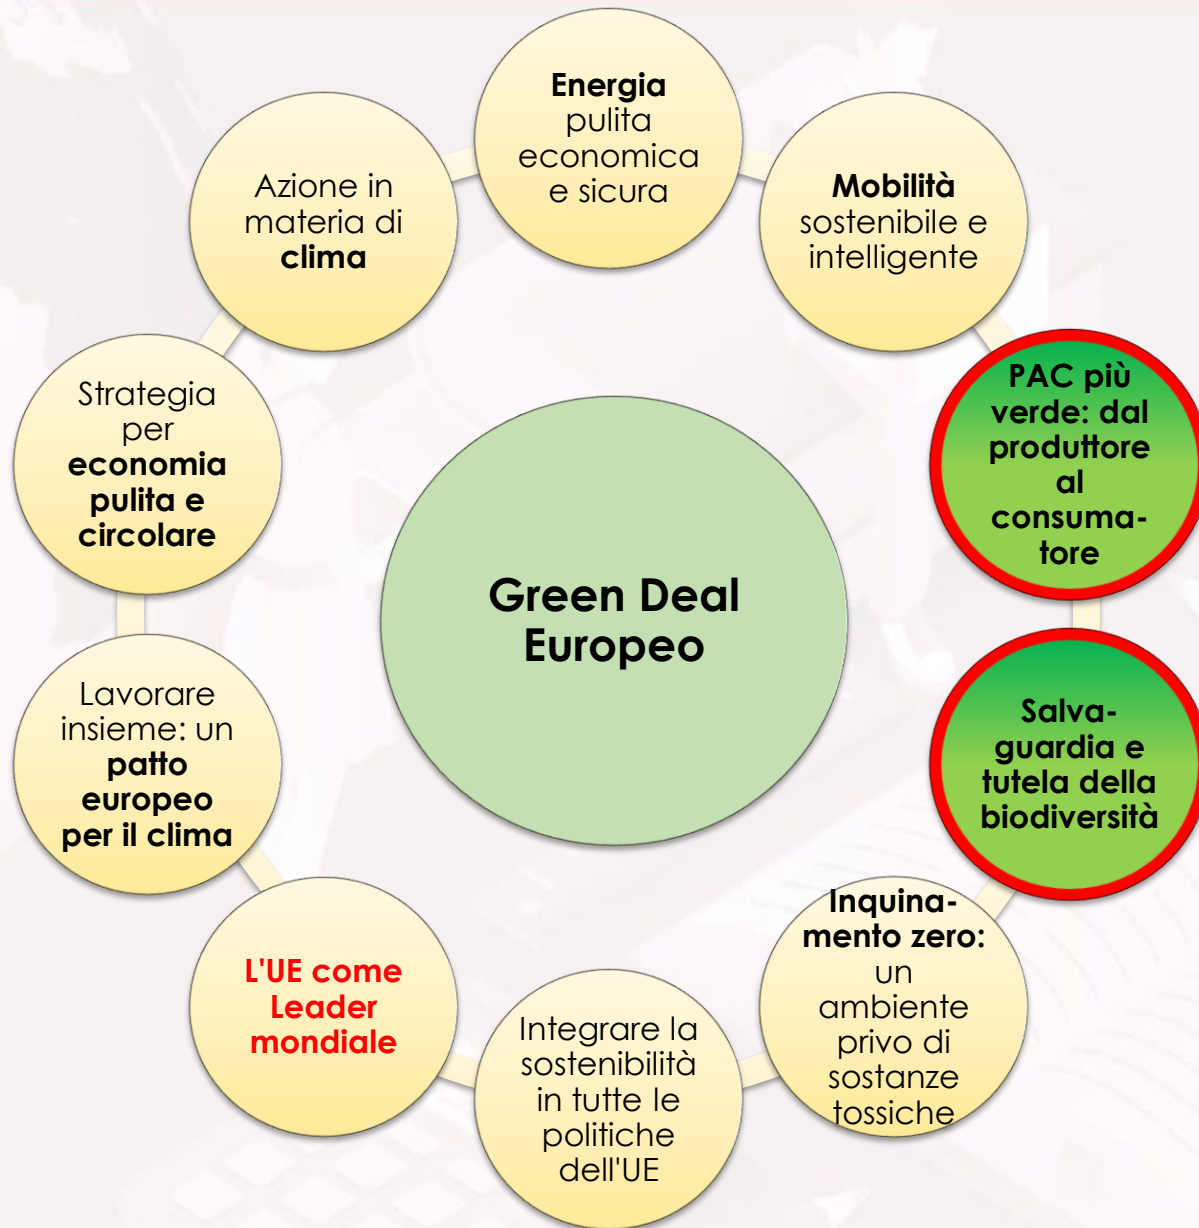 Energia
pulita
economica
e sicura
Mobilità
sostenibile e
intelligente
PAC più
verde: dal
produttore
al
consuma-
tore
Salva-
guardia e
tutela della
biodiversità
Inquina-
mento zero:
un
ambiente
privo di
sostanze
tossiche
Integrare la
sostenibilità
in tutte le
politiche
dell'UE
L'UE come
Leader
mondiale
Lavorare
insieme: un
patto
europeo
per il clima
Strategia
per
economia
pulita e
circolare
Azione in
materia di
clima
Green Deal
Europeo